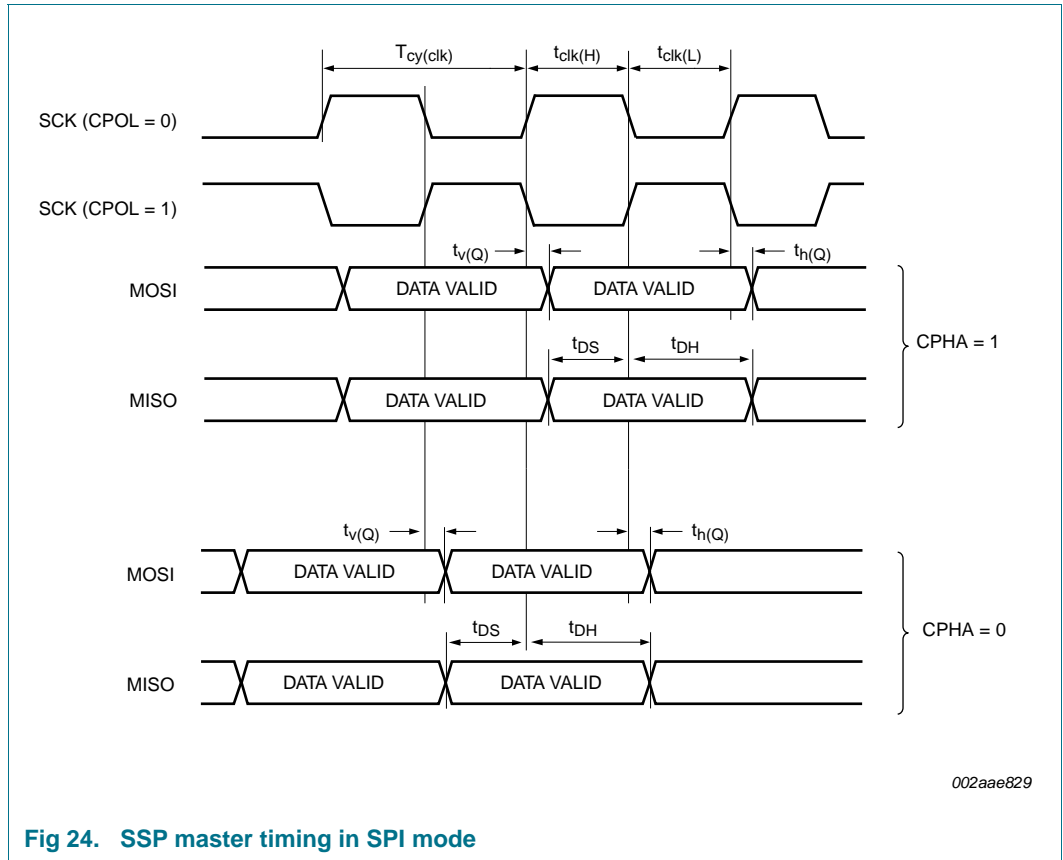 Tcy(clk) tclk(H) tclk(L)
SCK (CPOL = 0)
SCK (CPOL = 1)
tv(Q) th(Q)
MOSI DATA VALID DATA VALID
tDS tDH
CPHA = 1
MISO DATA VALID DATA VALID
tv(Q) th(Q)
MOSI DATA VALID DATA VALID
tDS tDH
CPHA = 0
MISO DATA VALID DATA VALID
002aae829
Fig 24. SSP master timing in SPI mode